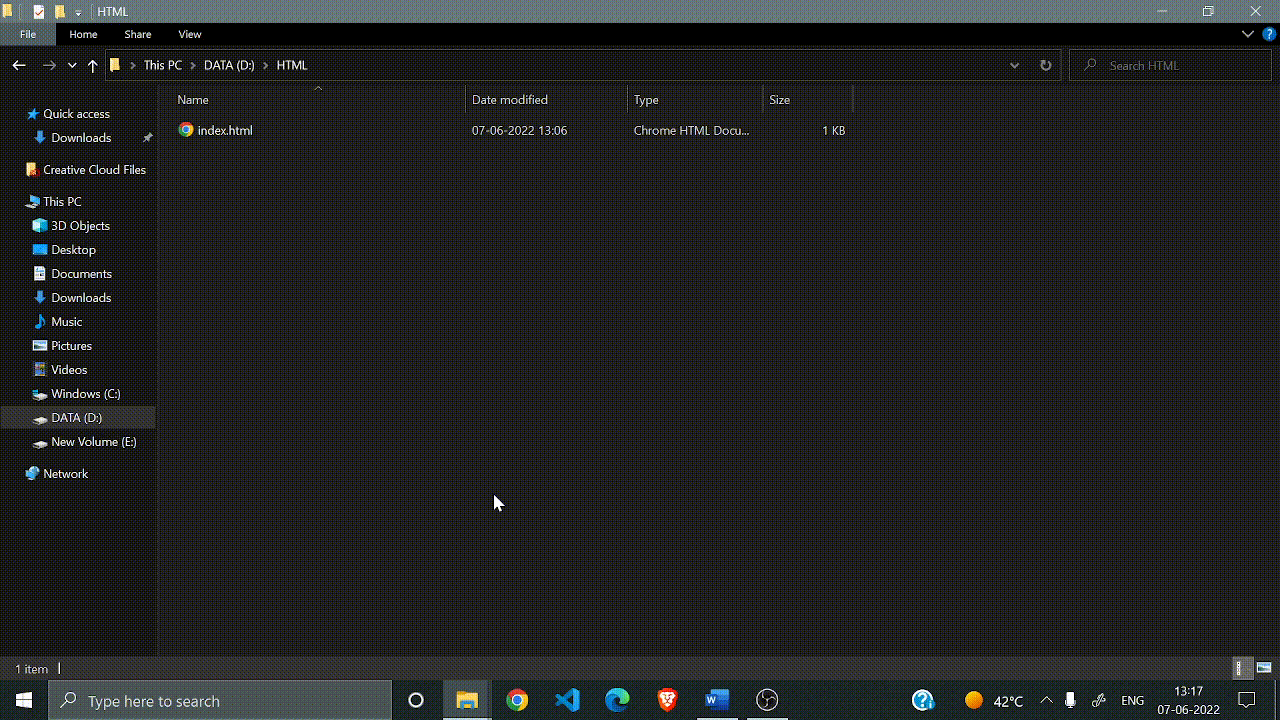 HTML
File Home Share View
This PC DATA (D:) HTML
Search HTML
Name Date modified Type Size
index.html 07-06-2022 13:06 Chrome HTML Docu... 1 KB
Quick access
Downloads
Creative Cloud Files
This PC
3D Objects
Desktop
Documents
Downloads
Music
Pictures
Videos
Windows (C:)
DATA (D:)
New Volume (E:)
Network
1 item
Type here to search
42°C
ENG
13:17
07-06-2022